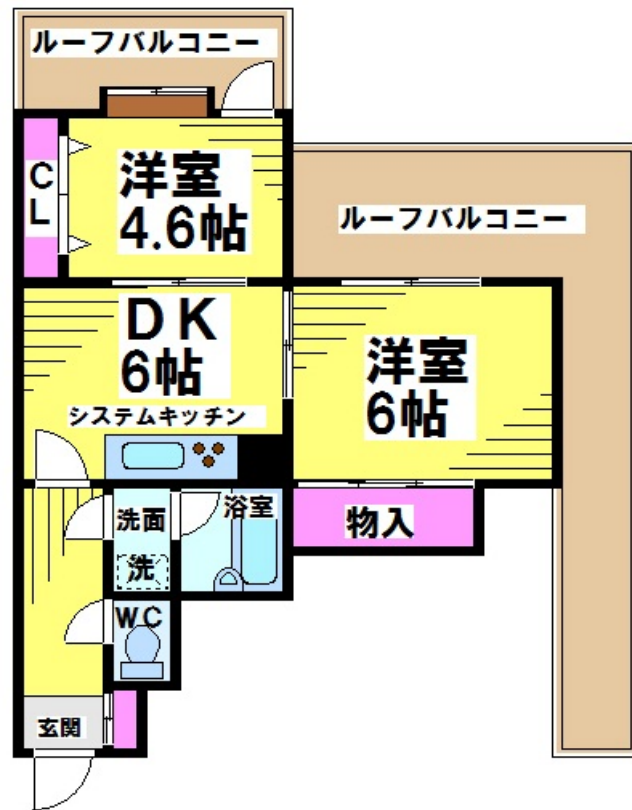 ルーフバルコニー
CL
洋室
4.6帖
ルーフバルコニー
DK
6帖
システムキッチン
洋室
6帖
洗面
洗
浴室
物入
WC
玄関